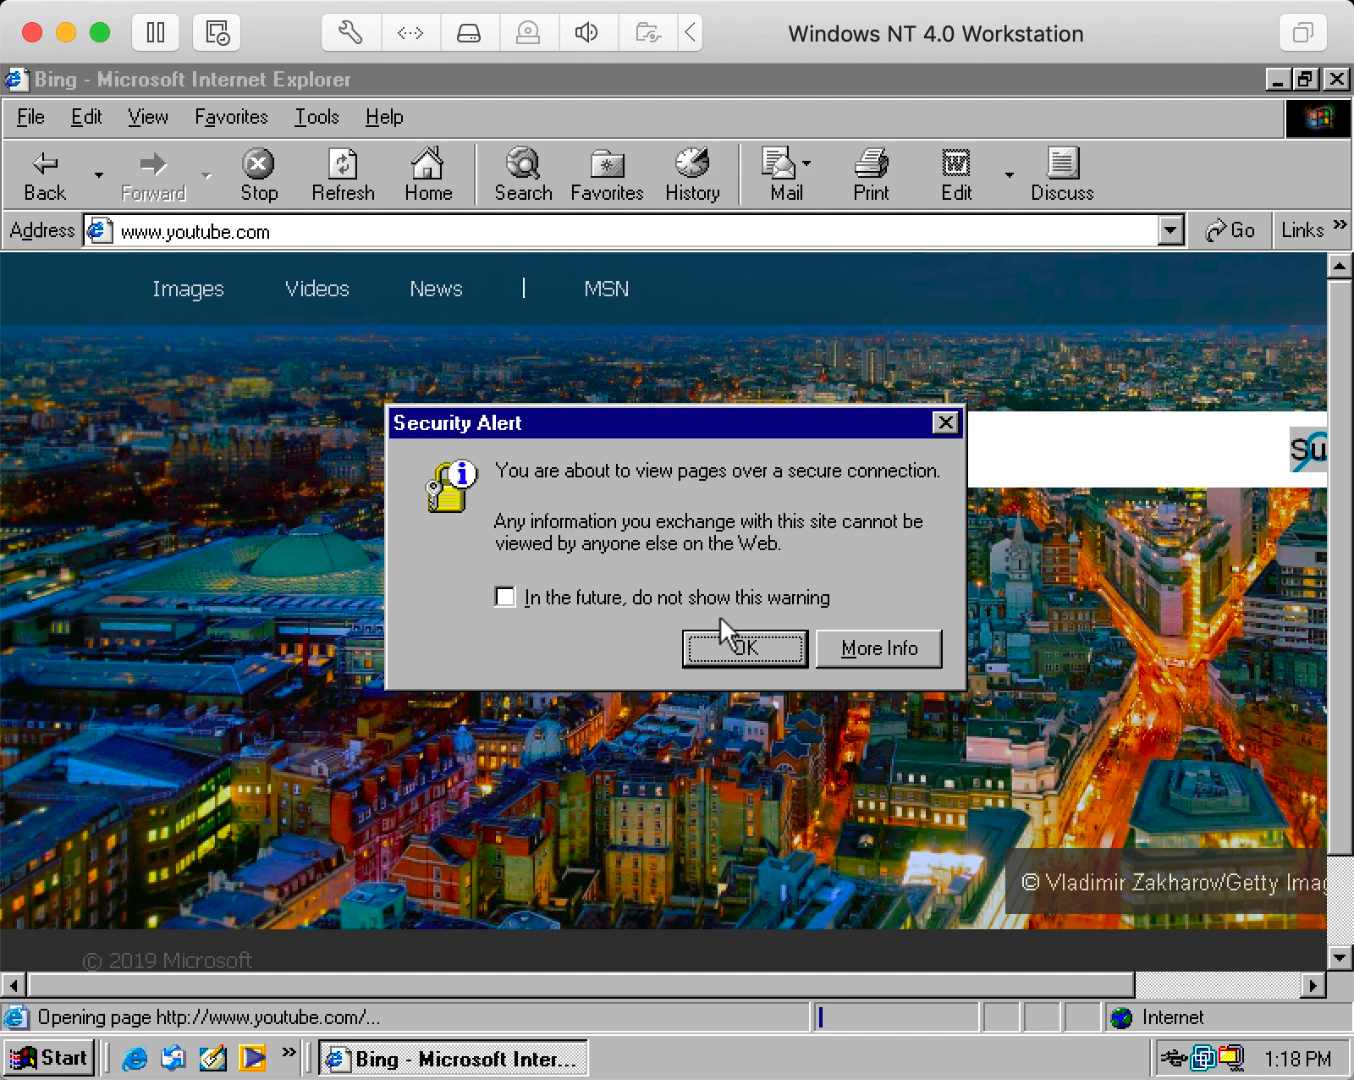 Windows NT 4.0 Workstation
Bing - Microsoft Internet Explorer
File Edit View Favorites Tools Help
Back Forward Stop Refresh Home Search Favorites History Mail Print Edit Discuss
Address www.youtube.com Go Links »
Images Videos News | MSN
Security Alert
You are about to view pages over a secure connection.
Su
Any information you exchange with this site cannot be
viewed by anyone else on the Web.
In the future, do not show this warning
OK More Info
© Vladimir Zakharov/Getty Imag
© 2019 Microsoft
Opening page http://www.youtube.com/... Internet
Start » Bing - Microsoft Inter... 1:18 PM